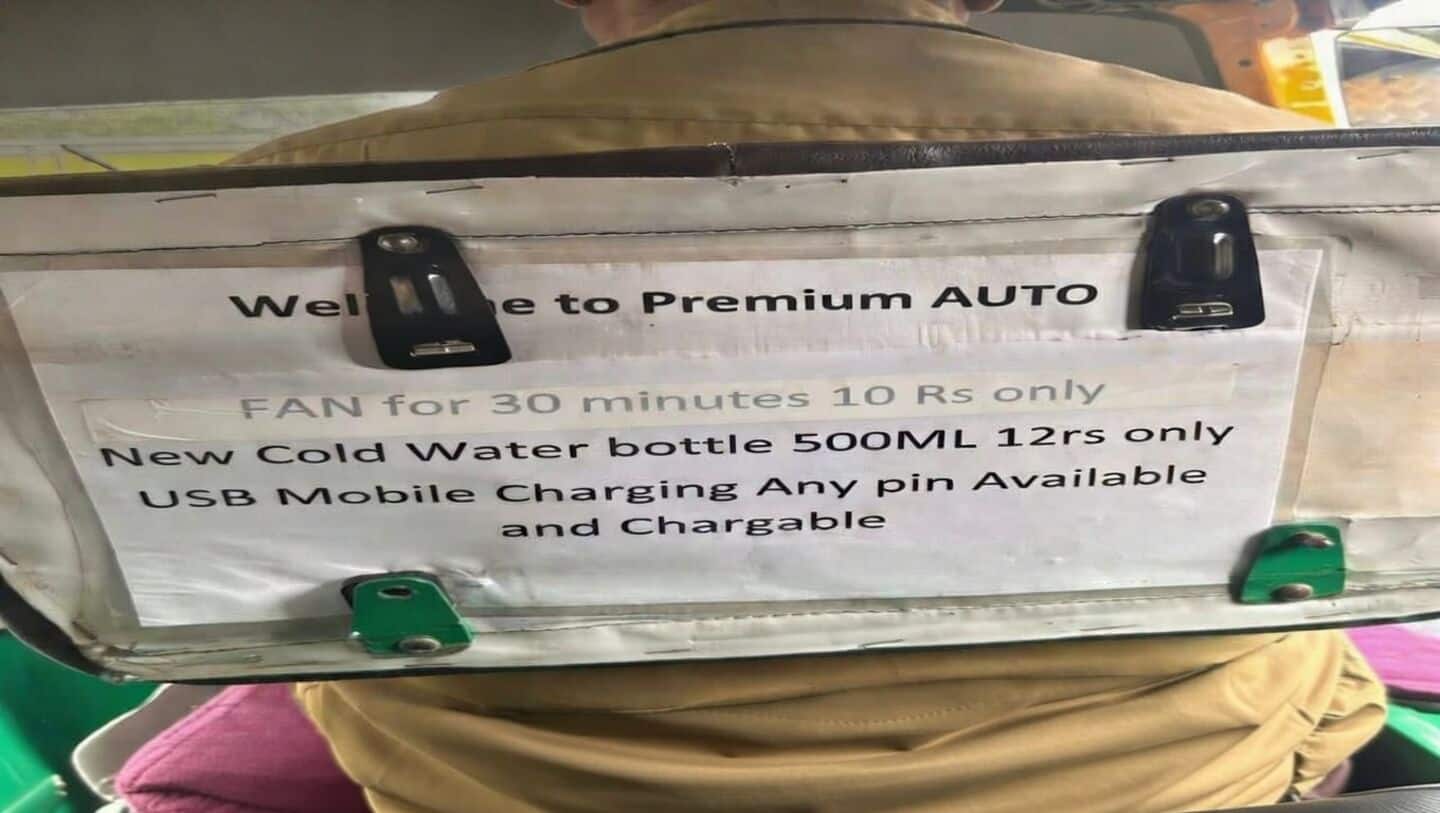 Wel e to Premium AUTO
FAN for 30 minutes 10 Rs only
New Cold Water bottle 500ML 12rs only
USB Mobile Charging Any pin Available
and Chargable